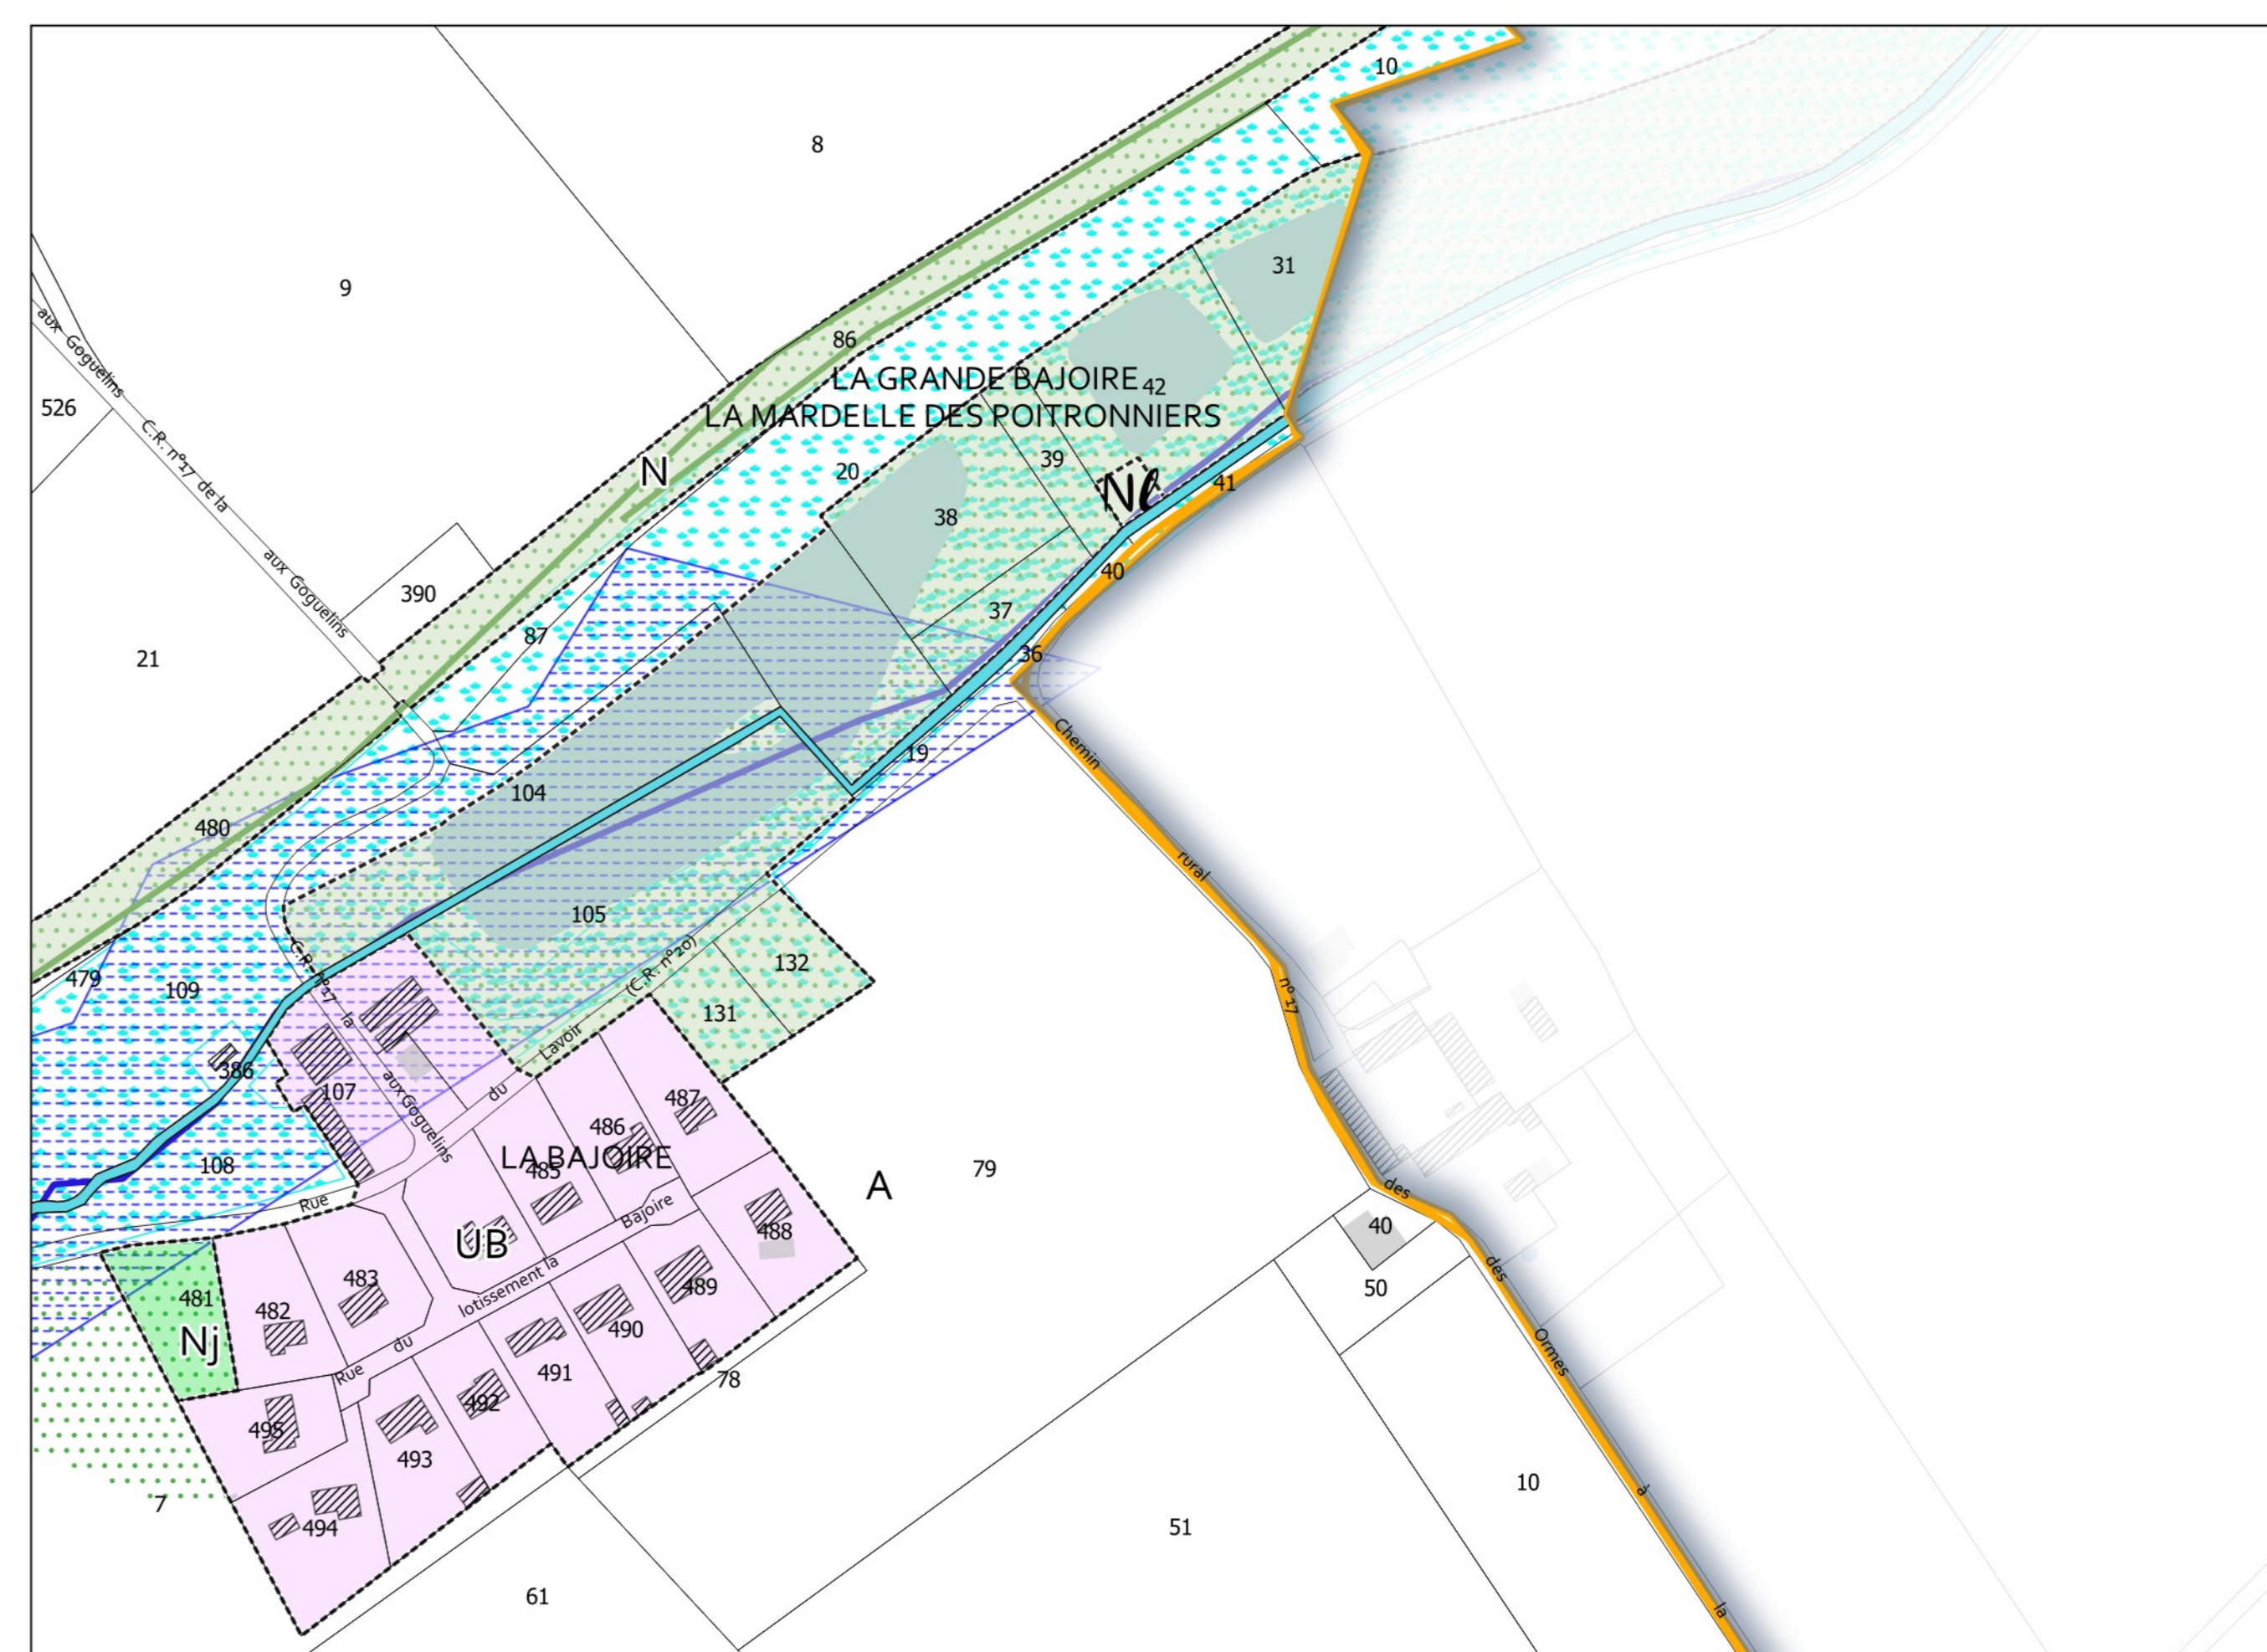 10
8
31
9
86
LA GRANDE BAJOIRE
42
LA MARDELLE DES POITRONNIERS
aux Goguelins
526
C.R. n°17 de la
39
N
20
Nl
41
38
aux Goguelins
390
40
37
87
36
21
Chemin
19
104
480
rural
105
(C.R. n°20)
132
479
109
C.R. n°17
nº 17
131
la
Lavoir
386
107
du
aux Goguelins
487
486
LA BAJOIRE
485
108
79
A
des
Rue
Bajoire
488
40
UB
lotissement la
des
483
489
50
481
482
490
Nj
du
Ormes
Rue
491
78
492
495
493
10
à
7
494
51
61
la